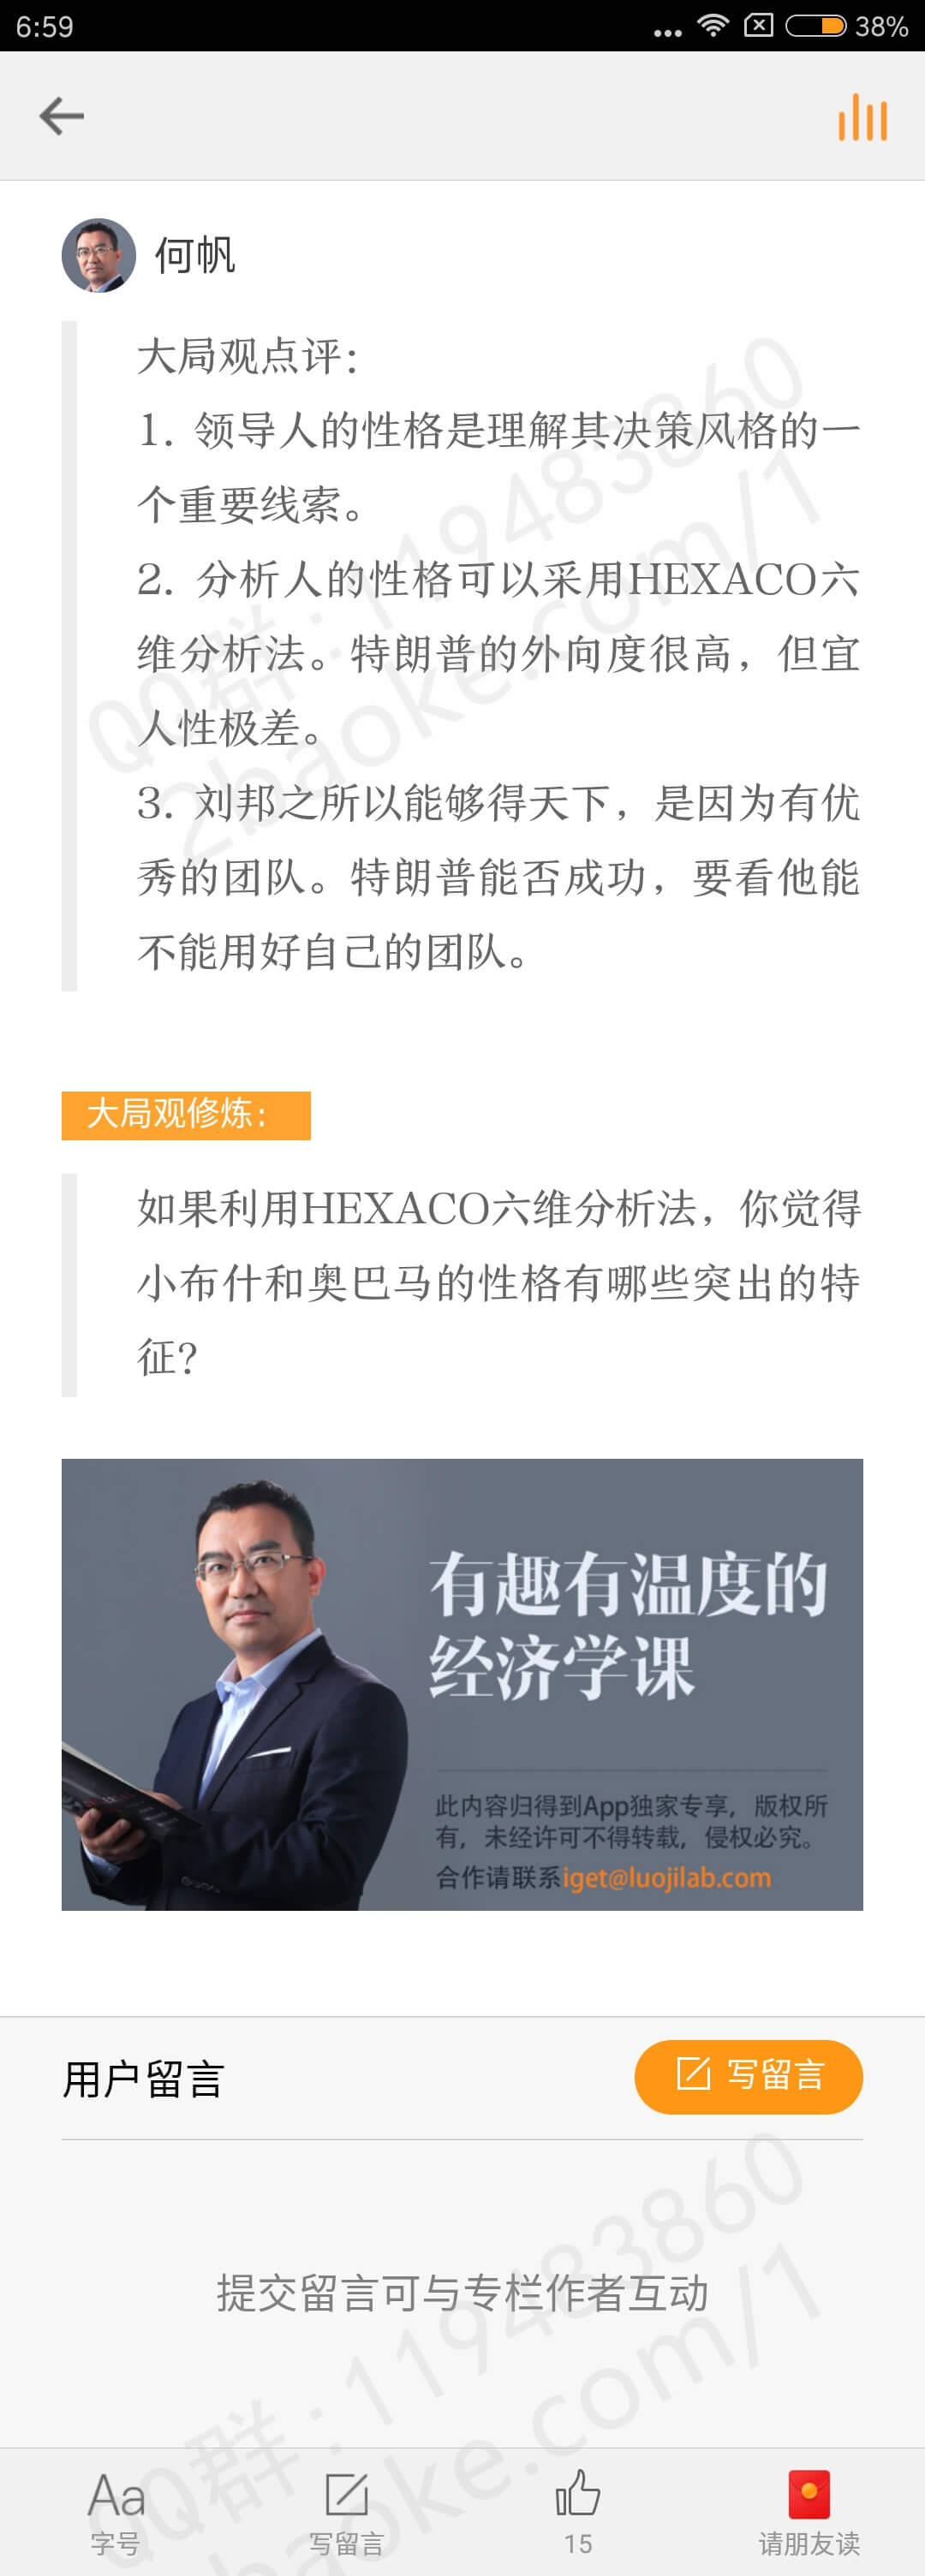 6:59
38%
何帆
大局观点评：
1. 领导人的性格是理解其决策风格的一
个重要线索。
2. 分析人的性格可以采用HEXACO六
维分析法。特朗普的外向度很高，但宜
人性极差。
3. 刘邦之所以能够得天下，是因为有优
秀的团队。特朗普能否成功，要看他能
不能用好自己的团队。
QQ群：119483860
2baoke.com/1
大局观修炼：
如果利用HEXACO六维分析法，你觉得
小布什和奥巴马的性格有哪些突出的特
征？
有趣有温度的
经济学课
此内容归得到App独家专享，版权所
有，未经许可不得转载，侵权必究。
合作请联系iget@luojilab.com
用户留言
写留言
提交留言可与专栏作者互动
QQ群：119483860
baoke.com/1
Aa
字号
写留言
15
请朋友读